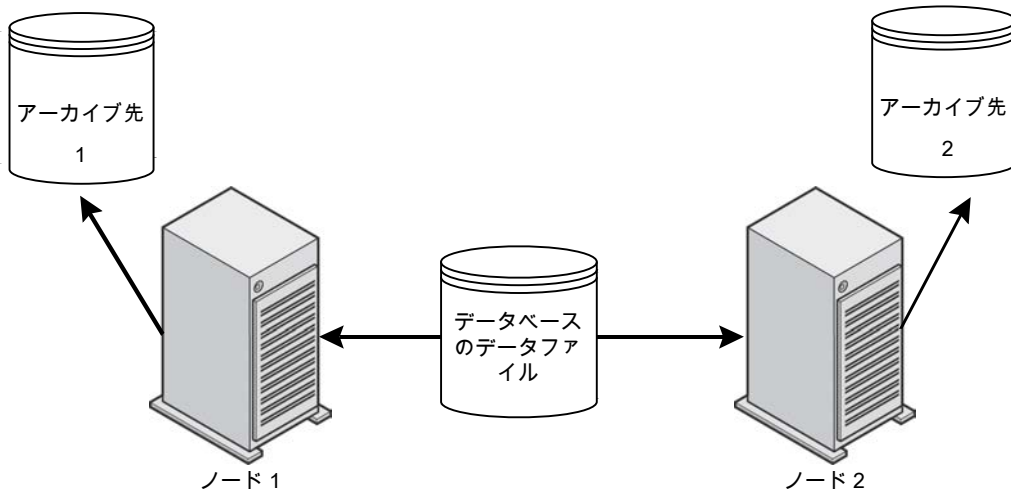 アーカイブ先
1
アーカイブ先
2
データベース
のデータファ
イル
ノード 1
ノード 2